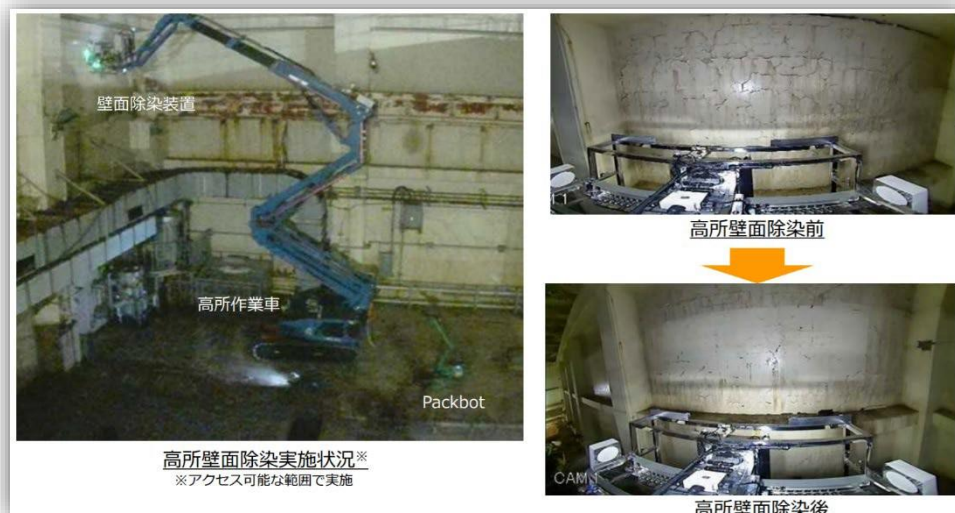 壁面除染装置
高所作業車
Packbot
高所壁面除染実施状況※
※アクセス可能な範囲で実施
高所壁面除染前
CAM1
高所壁面除染後